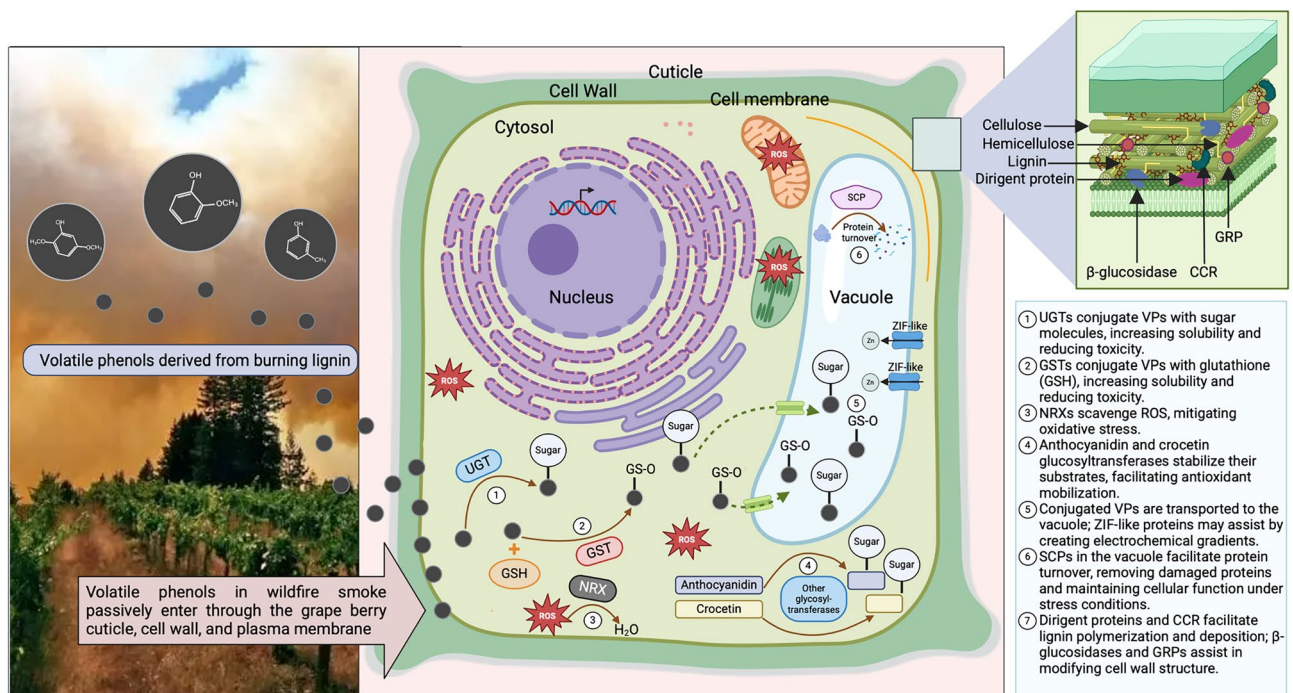 OH
OCH₃
OH
H₃CO
OCH₃
OH
CH₃
Volatile phenols derived from burning lignin
Volatile phenols in wildfire smoke
passively enter through the grape berry
cuticle, cell wall, and plasma membrane
Cuticle
Cell Wall
Cell membrane
Cytosol
Nucleus
ROS
ROS
ROS
SCP
Protein
turnover
6
Vacuole
ZIF-like
Zn
ZIF-like
Zn
Sugar
5
GS-O
Sugar
GS-O
Sugar
GS-O
Sugar
UGT
1
Sugar
GS-O
2
GST
+
GSH
NRX
ROS
3
H₂O
ROS
Anthocyanidin
Crocetin
4
Other
glycosyl-
transferases
Sugar
Sugar
Cellulose
Hemicellulose
Lignin
Dirigent protein
β-glucosidase
CCR
GRP
1 UGTs conjugate VPs with sugar
molecules, increasing solubility and
reducing toxicity.
2 GSTs conjugate VPs with glutathione
(GSH), increasing solubility and
reducing toxicity.
3 NRXs scavenge ROS, mitigating
oxidative stress.
4 Anthocyanidin and crocetin
glucosyltransferases stabilize their
substrates, facilitating antioxidant
mobilization.
5 Conjugated VPs are transported to the
vacuole; ZIF-like proteins may assist by
creating electrochemical gradients.
6 SCPs in the vacuole facilitate protein
turnover, removing damaged proteins
and maintaining cellular function under
stress conditions.
7 Dirigent proteins and CCR facilitate
lignin polymerization and deposition; β-
glucosidases and GRPs assist in
modifying cell wall structure.